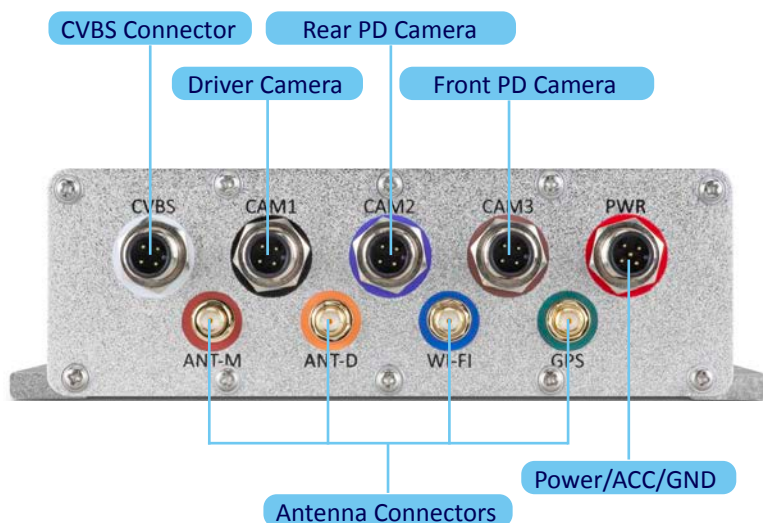 CVBS Connector
Rear PD Camera
Driver Camera
Front PD Camera
CVBS
CAM1
CAM2
CAM3
PWR
ANT-M
ANT-D
WI-FI
GPS
Power/ACC/GND
Antenna Connectors